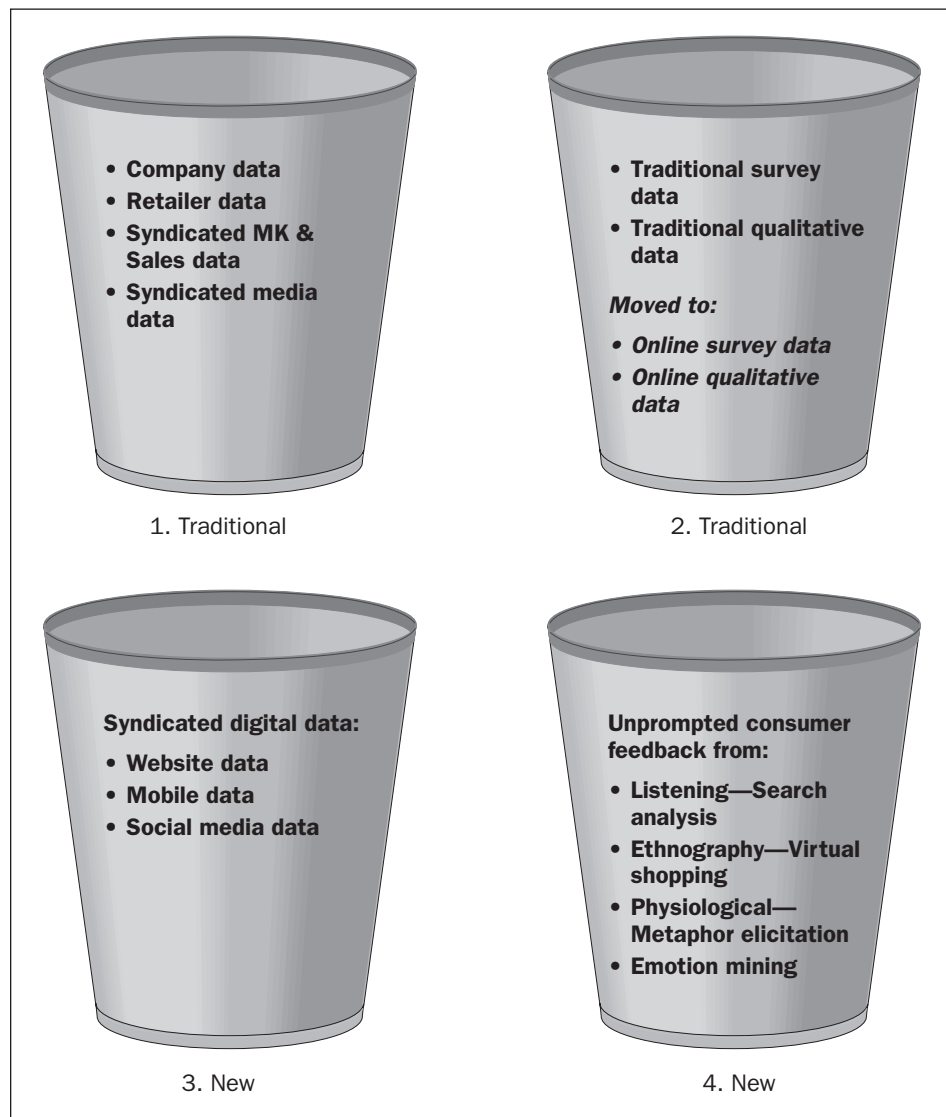 • Company data
• Retailer data
• Syndicated MK &
Sales data
• Syndicated media
data
1. Traditional
• Traditional survey
data
• Traditional qualitative
data
Moved to:
• Online survey data
• Online qualitative
data
2. Traditional
Syndicated digital data:
• Website data
• Mobile data
• Social media data
3. New
Unprompted consumer
feedback from:
• Listening—Search
analysis
• Ethnography—Virtual
shopping
• Physiological—
Metaphor elicitation
• Emotion mining
4. New